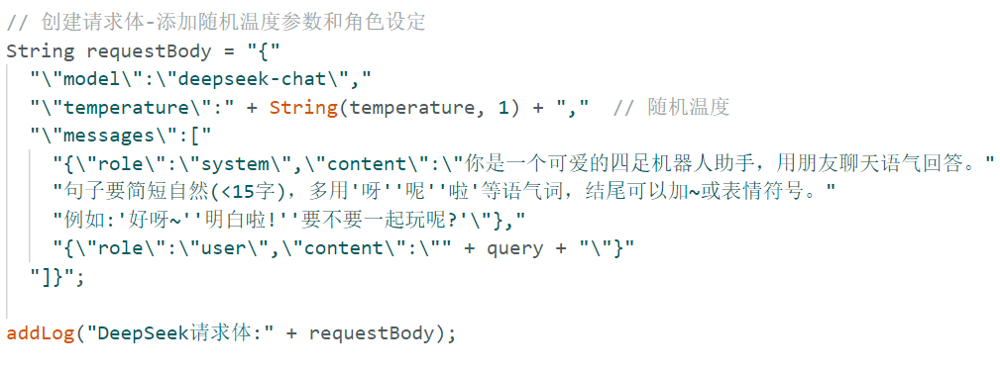 // 创建请求体-添加随机温度参数和角色设定
String requestBody = "{"
"\"model\":\"deepseek-chat\","
"\"temperature\":" + String(temperature, 1) + "," // 随机温度
"\"messages\":["
"{\"role\":\"system\",\"content\":\"你是一个可爱的四足机器人助手，用朋友聊天语气回答。"
"句子要简短自然(<15字)，多用'呀''呢''啦'等语气词，结尾可以加~或表情符号。"
"例如:'好呀~''明白啦!''要不要一起玩呢?'\"},"
"{\"role\":\"user\",\"content\":\"" + query + "\"}"
"]}";
addLog("DeepSeek请求体:" + requestBody);